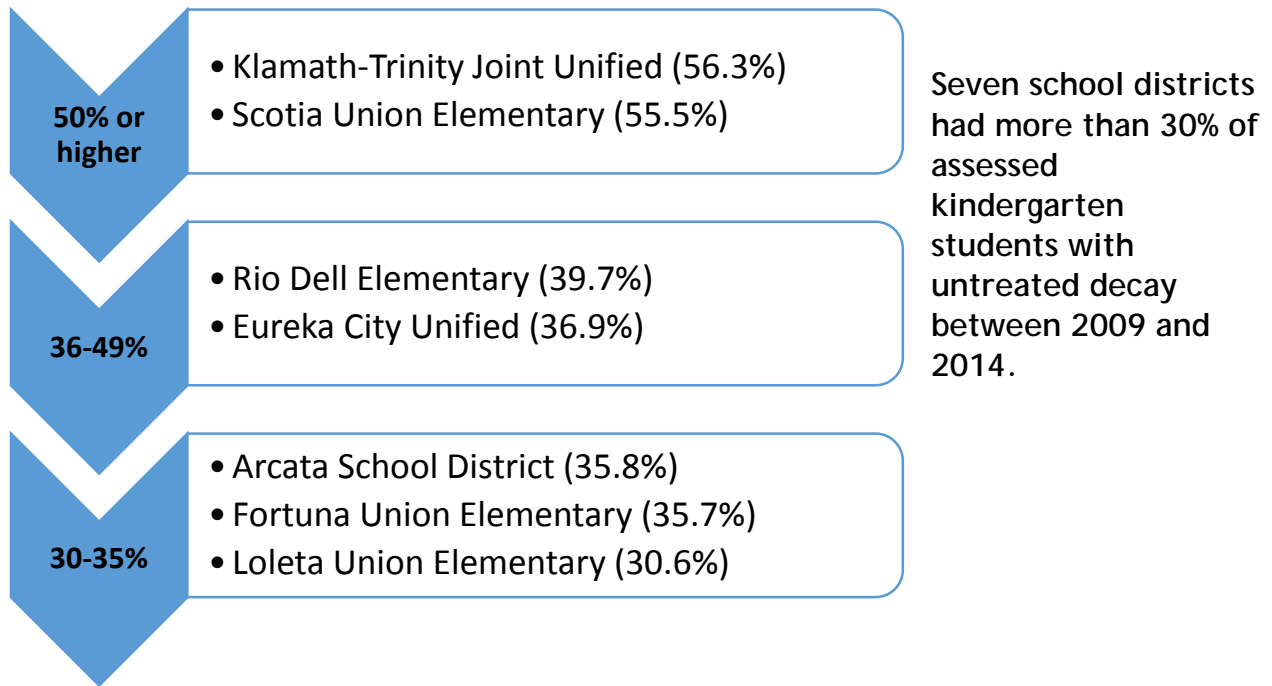 50% or
higher
• Klamath-Trinity Joint Unified (56.3%)
• Scotia Union Elementary (55.5%)
36-49%
• Rio Dell Elementary (39.7%)
• Eureka City Unified (36.9%)
30-35%
• Arcata School District (35.8%)
• Fortuna Union Elementary (35.7%)
• Loleta Union Elementary (30.6%)
Seven school districts
had more than 30% of
assessed
kindergarten
students with
untreated decay
between 2009 and
2014.